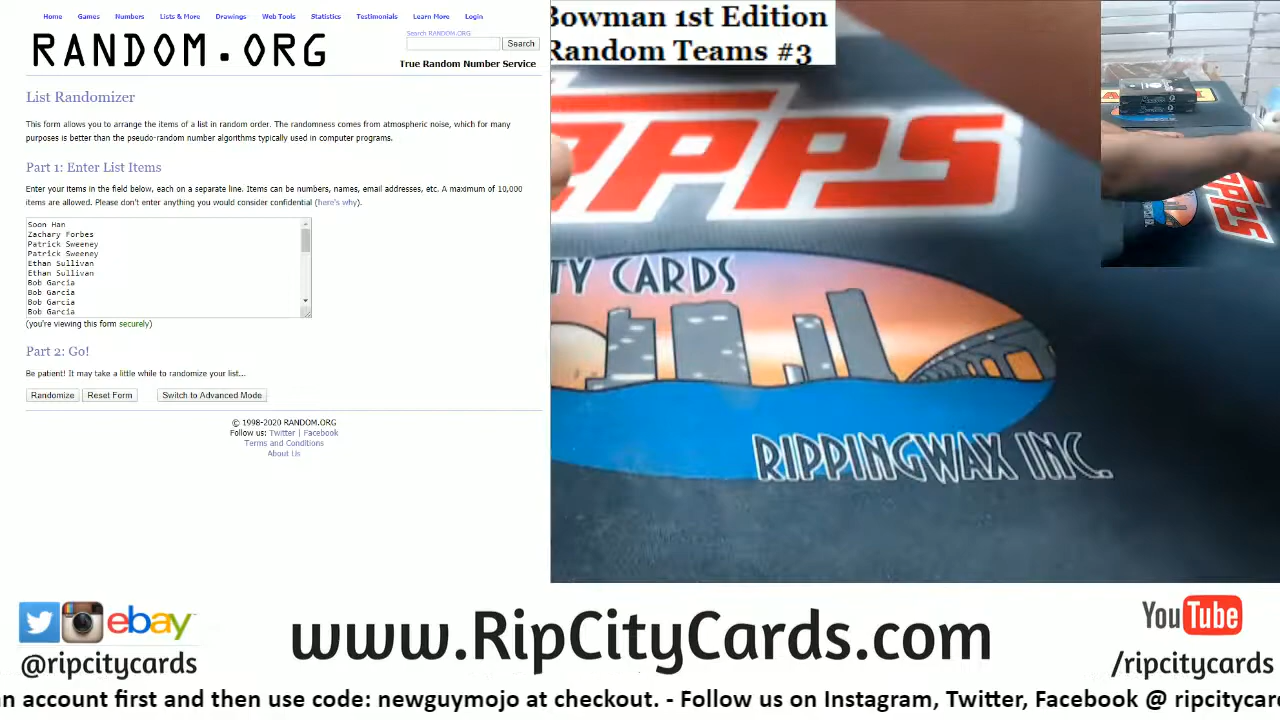 Home Games Numbers Lists & More Drawings Web Tools Statistics Testimonials Learn More Login
RANDOM.ORG
Search RANDOM.ORG
Search
True Random Number Service
List Randomizer
This form allows you to arrange the items of a list in random order. The randomness comes from atmospheric noise, which for many
purposes is better than the pseudo-random number algorithms typically used in computer programs.
Part 1: Enter List Items
Enter your items in the field below, each on a separate line. Items can be numbers, names, email addresses, etc. A maximum of 10,000
items are allowed. Please don't enter anything you would consider confidential (here's why).
Soon Han
Zachary Forbes
Patrick Sweeney
Patrick Sweeney
Ethan Sullivan
Ethan Sullivan
Bob Garcia
Bob Garcia
Bob Garcia
Bob Garcia
(you're viewing this form securely)
Part 2: Go!
Be patient! It may take a little while to randomize your list...
Randomize Reset Form Switch to Advanced Mode
© 1998-2020 RANDOM.ORG
Follow us: Twitter | Facebook
Terms and Conditions
About Us
Bowman 1st Edition
Random Teams #3
PPS
TY CARDS
RIPPINGWAX INC.
PPS
ebay
@ripcitycards
www.RipCityCards.com
YouTube
/ripcitycards
an account first and then use code: newguymojo at checkout. - Follow us on Instagram, Twitter, Facebook @ ripcitycard